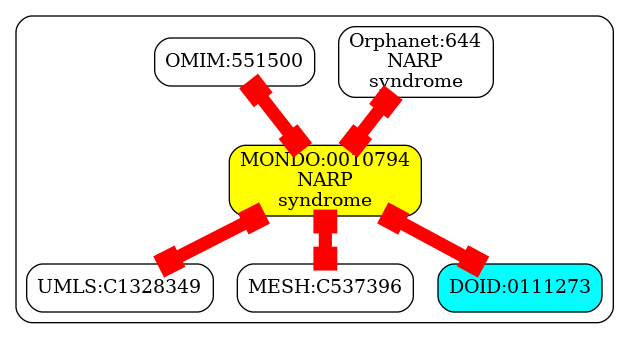 OMIM:551500
Orphanet:644
NARP
syndrome
MONDO:0010794
NARP
syndrome
UMLS:C1328349
MESH:C537396
DOID:0111273